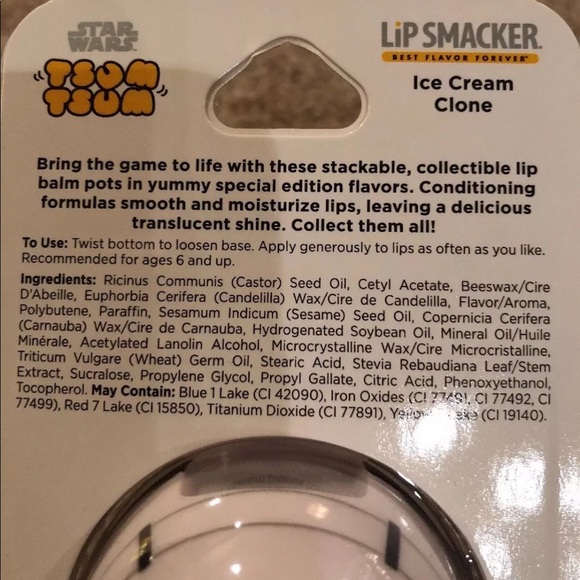 STAR WARS
TSUM TSUM
LiP SMACKER
BEST FLAVOR FOREVER
Ice Cream
Clone
Bring the game to life with these stackable, collectible lip
balm pots in yummy special edition flavors. Conditioning
formulas smooth and moisturize lips, leaving a delicious
translucent shine. Collect them all!
To Use: Twist bottom to loosen base. Apply generously to lips as often as you like.
Recommended for ages 6 and up.
Ingredients: Ricinus Communis (Castor) Seed Oil, Cetyl Acetate, Beeswax/Cire
D'Abeille, Euphorbia Cerifera (Candelilla) Wax/Cire de Candelilla, Flavor/Aroma,
Polybutene, Paraffin, Sesamum Indicum (Sesame) Seed Oil, Copernicia Cerifera
(Carnauba) Wax/Cire de Carnauba, Hydrogenated Soybean Oil, Mineral Oil/Huile
Minérale, Acetylated Lanolin Alcohol, Microcrystalline Wax/Cire Microcristalline,
Triticum Vulgare (Wheat) Germ Oil, Stearic Acid, Stevia Rebaudiana Leaf/Stem
Extract, Sucralose, Propylene Glycol, Propyl Gallate, Citric Acid, Phenoxyethanol,
Tocopherol. May Contain: Blue 1 Lake (CI 42090), Iron Oxides (CI 77491, CI 77492, CI
77499), Red 7 Lake (CI 15850), Titanium Dioxide (CI 77891), (CI 19140).